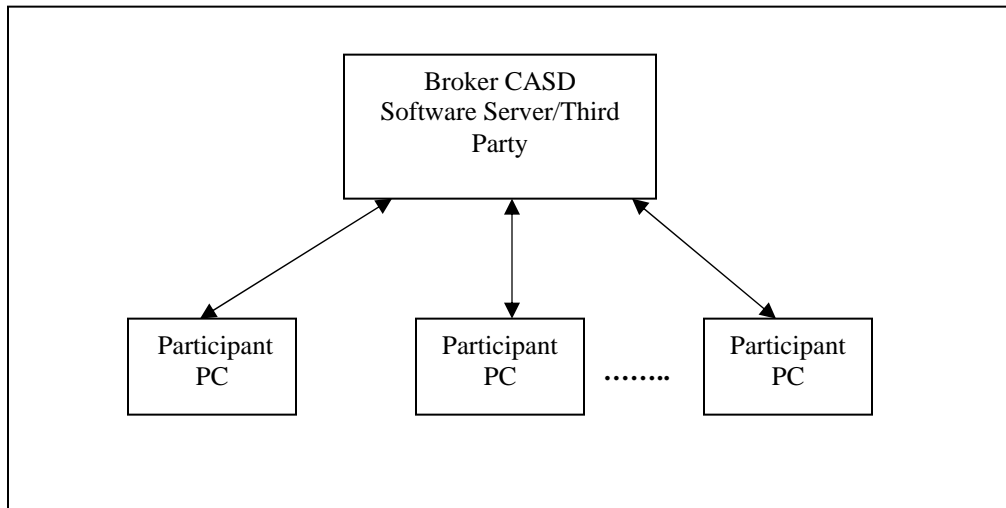 Broker CASD
Software Server/Third
Party
Participant
PC
Participant
PC
……..
Participant
PC